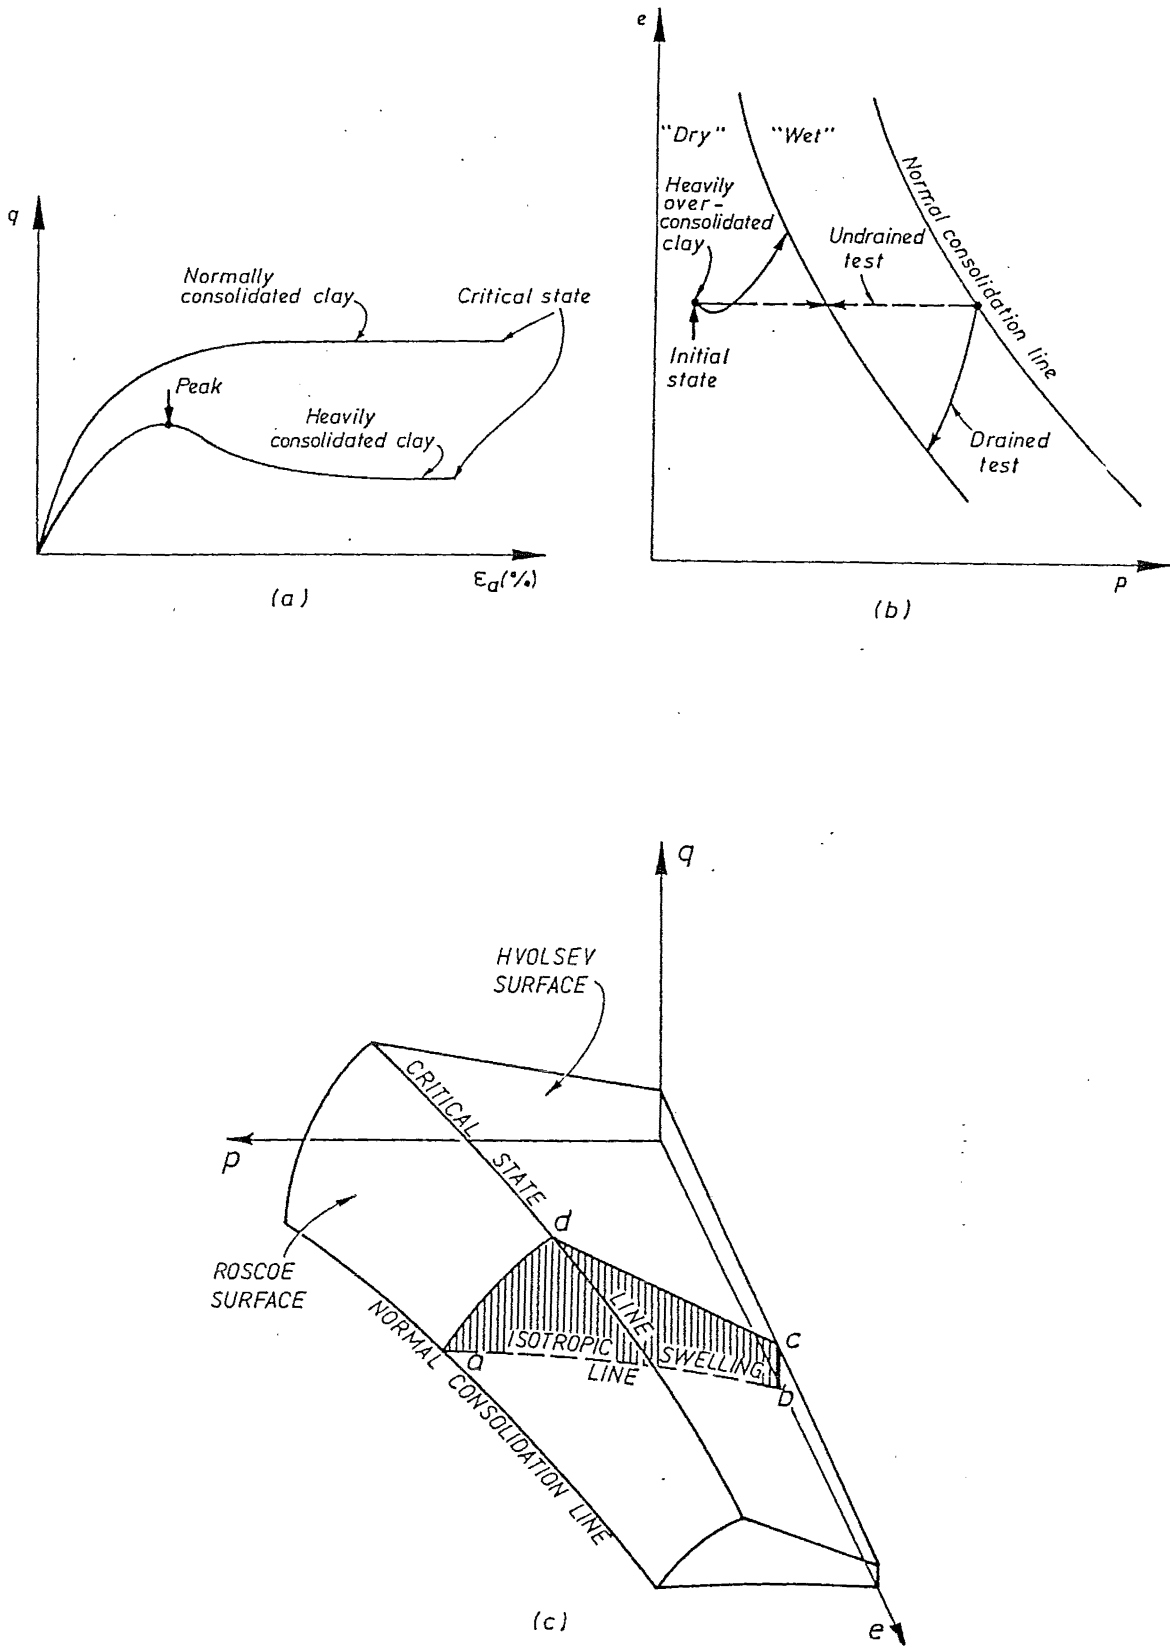 q
Normally
consolidated clay
Critical state
Peak
Heavily
consolidated clay
εa(%)
(a)
e
"Dry"
"Wet"
Heavily
over-
consolidated
clay
Undrained
test
Normal consolidation line
Initial
state
Drained
test
p
(b)
q
HVOLSEV
SURFACE
CRITICAL STATE LINE
p
d
ROSCOE
SURFACE
NORMAL CONSOLIDATION LINE
a
ISOTROPIC SWELLING
LINE
c
b
e
(c)